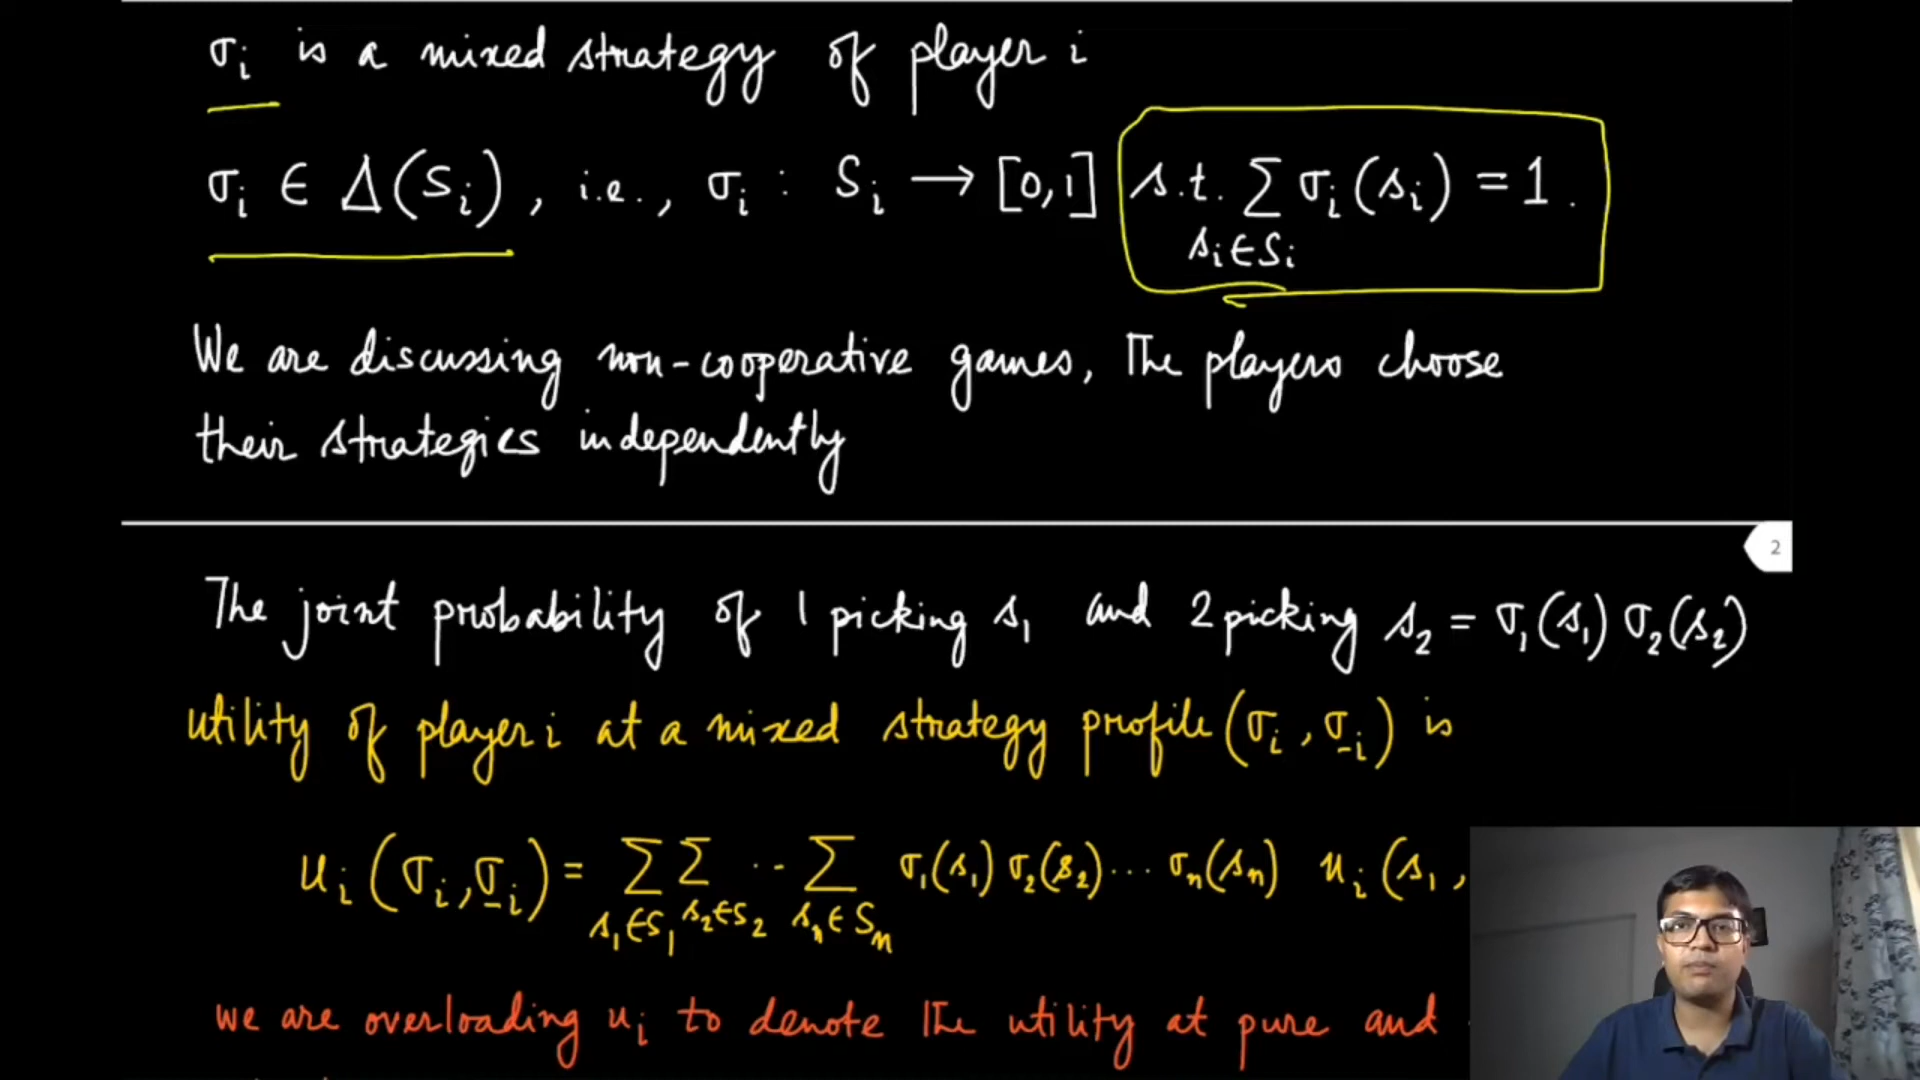 σᵢ is a mixed strategy of player i
σᵢ ∈ Δ(Sᵢ), i.e., σᵢ : Sᵢ → [0,1] s.t. ∑ σᵢ(sᵢ) = 1.
sᵢ∈Sᵢ
We are discussing non-cooperative games, The players choose
their strategies independently
2
The joint probability of 1 picking s₁ and 2 picking s₂ = σ₁(s₁) σ₂(s₂)
utility of player i at a mixed strategy profile (σᵢ, σ₋ᵢ) is
uᵢ(σᵢ, σ₋ᵢ) = ∑ ∑ ·· ∑ σ₁(s₁) σ₂(s₂) ... σₙ(sₙ) uᵢ(s₁,
s₁∈S₁ s₂∈S₂ sₙ∈Sₙ
we are overloading uᵢ to denote the utility at pure and